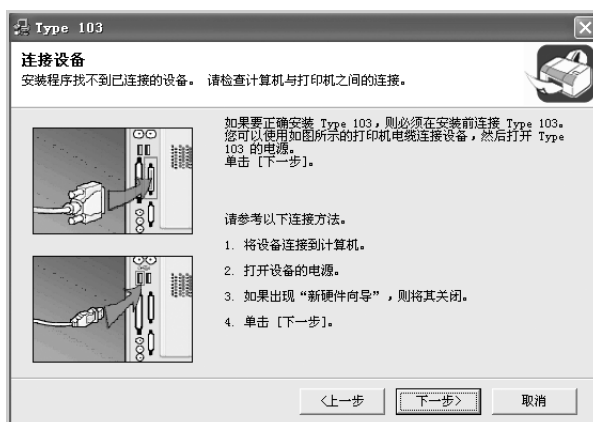 Type 103
连接设备
安装程序找不到已连接的设备。 请检查计算机与打印机之间的连接。
如果要正确安装 Type 103，则必须在安装前连接 Type 103。
您可以使用如图所示的打印机电缆连接设备，然后打开 Type
103 的电源。
单击 [下一步]。
请参考以下连接方法。
1. 将设备连接到计算机。
2. 打开设备的电源。
3. 如果出现“新硬件向导”，则将其关闭。
4. 单击 [下一步]。
<上一步
下一步>
取消